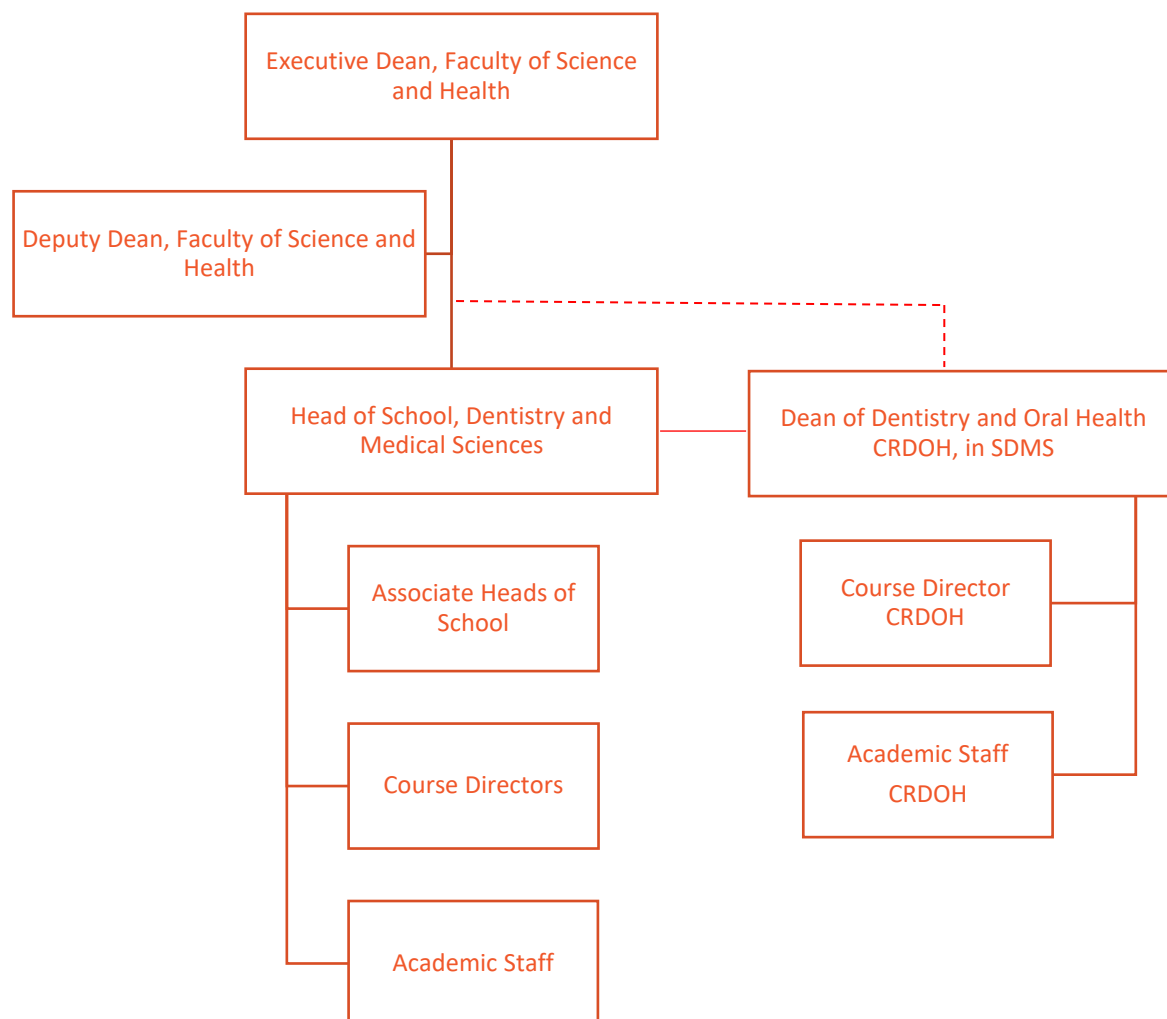 Executive Dean, Faculty of Science
and Health
Deputy Dean, Faculty of Science and
Health
Head of School, Dentistry and
Medical Sciences
Dean of Dentistry and Oral Health
CRDOH, in SDMS
Associate Heads of
School
Course Directors
Academic Staff
Course Director
CRDOH
Academic Staff
CRDOH